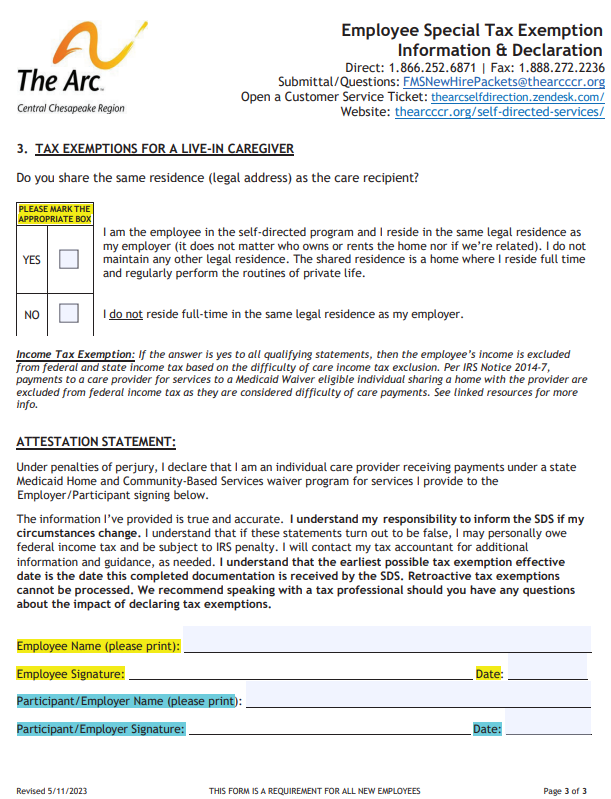 The Arc™
Central Chesapeake Region
Employee Special Tax Exemption
Information & Declaration
Direct: 1.866.252.6871 | Fax: 1.888.272.2236
Submittal/Questions: FMSNewHirePackets@thearcccr.org
Open a Customer Service Ticket: thearcselfdirection.zendesk.com/
Website: thearcccr.org/self-directed-services/
3. TAX EXEMPTIONS FOR A LIVE-IN CAREGIVER
Do you share the same residence (legal address) as the care recipient?
PLEASE MARK THE
APPROPRIATE BOX
YES
I am the employee in the self-directed program and I reside in the same legal residence as
my employer (it does not matter who owns or rents the home nor if we're related). I do not
maintain any other legal residence. The shared residence is a home where I reside full time
and regularly perform the routines of private life.
NO
I do not reside full-time in the same legal residence as my employer.
Income Tax Exemption: If the answer is yes to all qualifying statements, then the employee's income is excluded
from federal and state income tax based on the difficulty of care income tax exclusion. Per IRS Notice 2014-7,
payments to a care provider for services to a Medicaid Waiver eligible individual sharing a home with the provider are
excluded from federal income tax as they are considered difficulty of care payments. See linked resources for more
info.
ATTESTATION STATEMENT:
Under penalties of perjury, I declare that I am an individual care provider receiving payments under a state
Medicaid Home and Community-Based Services waiver program for services I provide to the
Employer/Participant signing below.
The information I've provided is true and accurate. I understand my responsibility to inform the SDS if my
circumstances change. I understand that if these statements turn out to be false, I may personally owe
federal income tax and be subject to IRS penalty. I will contact my tax accountant for additional
information and guidance, as needed. I understand that the earliest possible tax exemption effective
date is the date this completed documentation is received by the SDS. Retroactive tax exemptions
cannot be processed. We recommend speaking with a tax professional should you have any questions
about the impact of declaring tax exemptions.
Employee Name (please print):
Employee Signature: Date:
Participant/Employer Name (please print):
Participant/Employer Signature: Date:
Revised 5/11/2023 THIS FORM IS A REQUIREMENT FOR ALL NEW EMPLOYEES Page 3 of 3